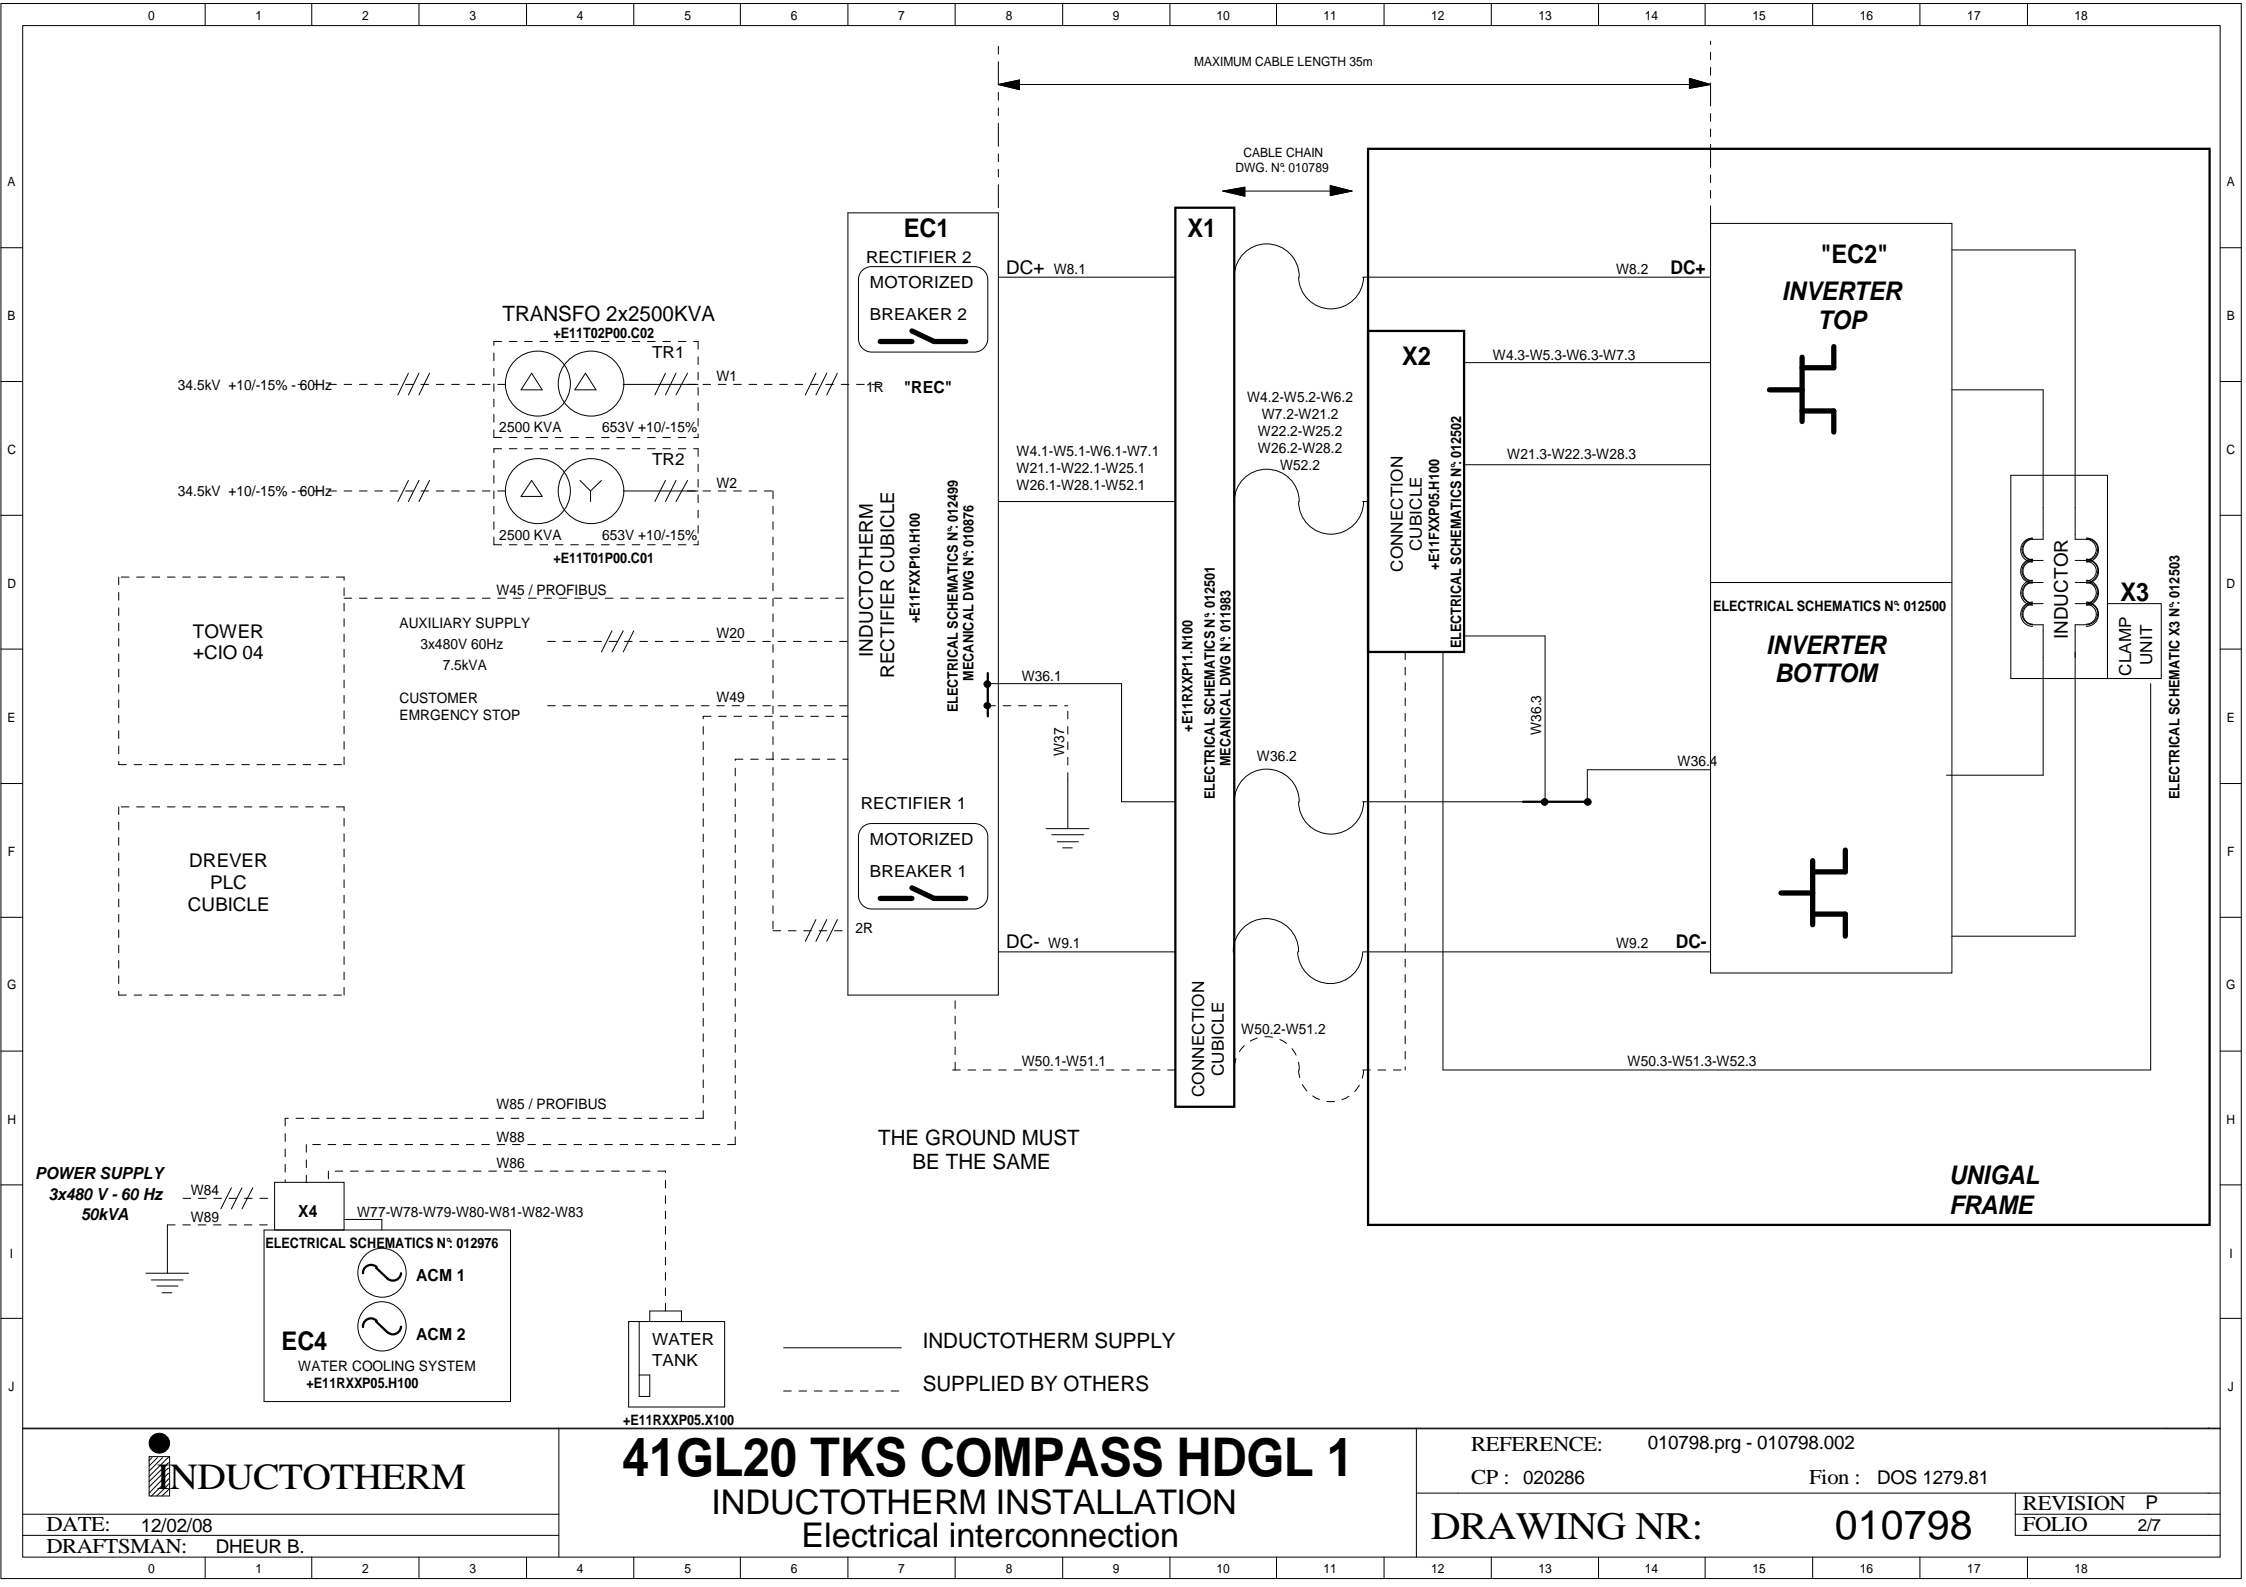 0 1 2 3 4 5 6 7 8 9 10 11 12 13 14 15 16 17 18
MAXIMUM CABLE LENGTH 35m
CABLE CHAIN
DWG. N°: 010789
A
A
EC1
RECTIFIER 2
MOTORIZED
BREAKER 2
X1
DC+ W8.1
W8.2 DC+
"EC2"
INVERTER
TOP
B
B
TRANSFO 2x2500KVA
+E11T02P00.C02
TR1
34.5kV +10/-15% - 60Hz
W1
1R "REC"
2500 KVA 653V +10/-15%
X2
W4.3-W5.3-W6.3-W7.3
W4.2-W5.2-W6.2
W7.2-W21.2
W22.2-W25.2
W26.2-W28.2
W52.2
C
C
TR2
34.5kV +10/-15% - 60Hz
W2
2500 KVA 653V +10/-15%
+E11T01P00.C01
W4.1-W5.1-W6.1-W7.1
W21.1-W22.1-W25.1
W26.1-W28.1-W52.1
W21.3-W22.3-W28.3
INDUCTOTHERM
RECTIFIER CUBICLE
+E11FXXP10.H100
ELECTRICAL SCHEMATICS N°: 012499
MECANICAL DWG N°: 010876
CONNECTION
CUBICLE
+E11FXXP05.H100
ELECTRICAL SCHEMATICS N°: 012502
+E11RXXP11.N100
ELECTRICAL SCHEMATICS N°: 012501
MECANICAL DWG N°: 011983
D
D
W45 / PROFIBUS
TOWER
+CIO 04
AUXILIARY SUPPLY
3x480V 60Hz
7.5kVA
W20
CUSTOMER
EMRGENCY STOP
W49
ELECTRICAL SCHEMATICS N°: 012500
INVERTER
BOTTOM
INDUCTOR
X3
CLAMP
UNIT
ELECTRICAL SCHEMATIC X3 N°: 012503
E
E
W36.1
W37
W36.2
W36.3
W36.4
RECTIFIER 1
MOTORIZED
BREAKER 1
F
F
DREVER
PLC
CUBICLE
2R
DC- W9.1
W9.2 DC-
G
G
CONNECTION
CUBICLE
W50.2-W51.2
W50.1-W51.1
W50.3-W51.3-W52.3
H
H
W85 / PROFIBUS
W88
W86
THE GROUND MUST
BE THE SAME
POWER SUPPLY
3x480 V - 60 Hz
50kVA
W84
W89
X4
W77-W78-W79-W80-W81-W82-W83
UNIGAL
FRAME
I
I
ELECTRICAL SCHEMATICS N°: 012976
ACM 1
ACM 2
EC4
WATER COOLING SYSTEM
+E11RXXP05.H100
WATER
TANK
+E11RXXP05.X100
INDUCTOTHERM SUPPLY
SUPPLIED BY OTHERS
J
J
INDUCTOTHERM
DATE: 12/02/08
DRAFTSMAN: DHEUR B.
41GL20 TKS COMPASS HDGL 1
INDUCTOTHERM INSTALLATION
Electrical interconnection
REFERENCE: 010798.prg - 010798.002
CP : 020286 Fion : DOS 1279.81
DRAWING NR: 010798
REVISION P
FOLIO 2/7
0 1 2 3 4 5 6 7 8 9 10 11 12 13 14 15 16 17 18